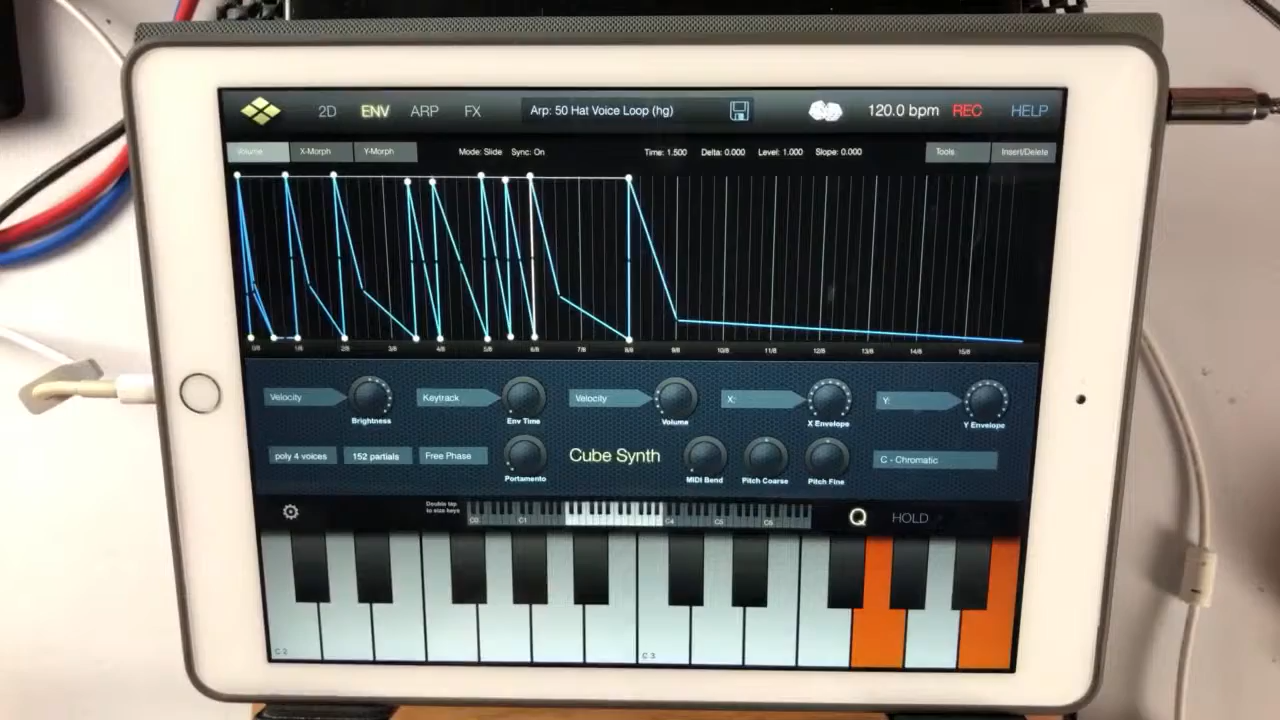 2D ENV ARP FX Arp: 50 Hat Voice Loop (hg) 120.0 bpm REC HELP
Volume X-Morph Y-Morph Mode: Slide Sync: On Time: 1.500 Delta: 0.000 Level: 1.000 Slope: 0.000 Tools Insert/Delete
0/8 1/8 2/8 3/8 4/8 5/8 6/8 7/8 8/8 9/8 10/8 11/8 12/8 13/8 14/8 15/8
Velocity Keytrack Velocity X: Y:
Brightness Env Time Volume X Envelope Y Envelope
poly 4 voices 152 partials Free Phase Cube Synth C - Chromatic
Portamento MIDI Bend Pitch Coarse Pitch Fine
Double tap
to size keys
C0 C1 C4 C5 C6
Q HOLD
C 2 C 3